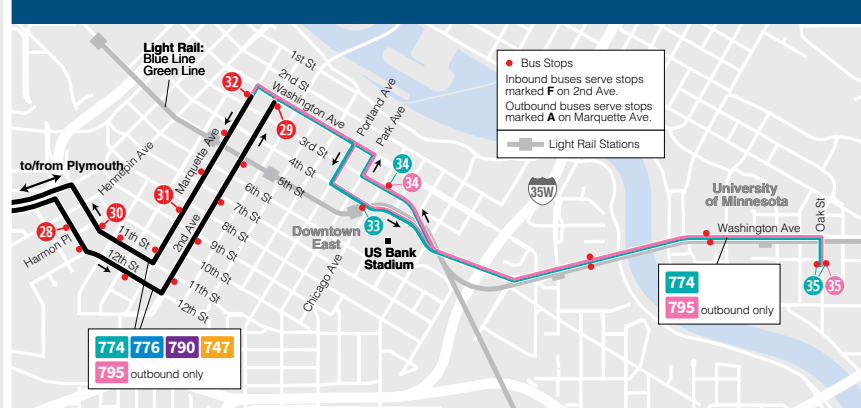 Light Rail:
Blue Line
Green Line
32
1st St
2nd St
Washington Ave
29
3rd St
4th St
5th St
6th St
7th St
8th St
9th St
10th St
11th St
12th St
Portland Ave
Park Ave
Bus Stops
Inbound buses serve stops
marked F on 2nd Ave.
Outbound buses serve stops
marked A on Marquette Ave.
Light Rail Stations
to/from Plymouth
Hennepin Ave
Marquette Ave
2nd Ave
31
30
28
Harmon Pl
11th St
12th St
34
34
33
Downtown
East
US Bank
Stadium
Chicago Ave
35W
University
of Minnesota
Oak St
Washington Ave
35
35
774
795 outbound only
774 776 790 747
795 outbound only